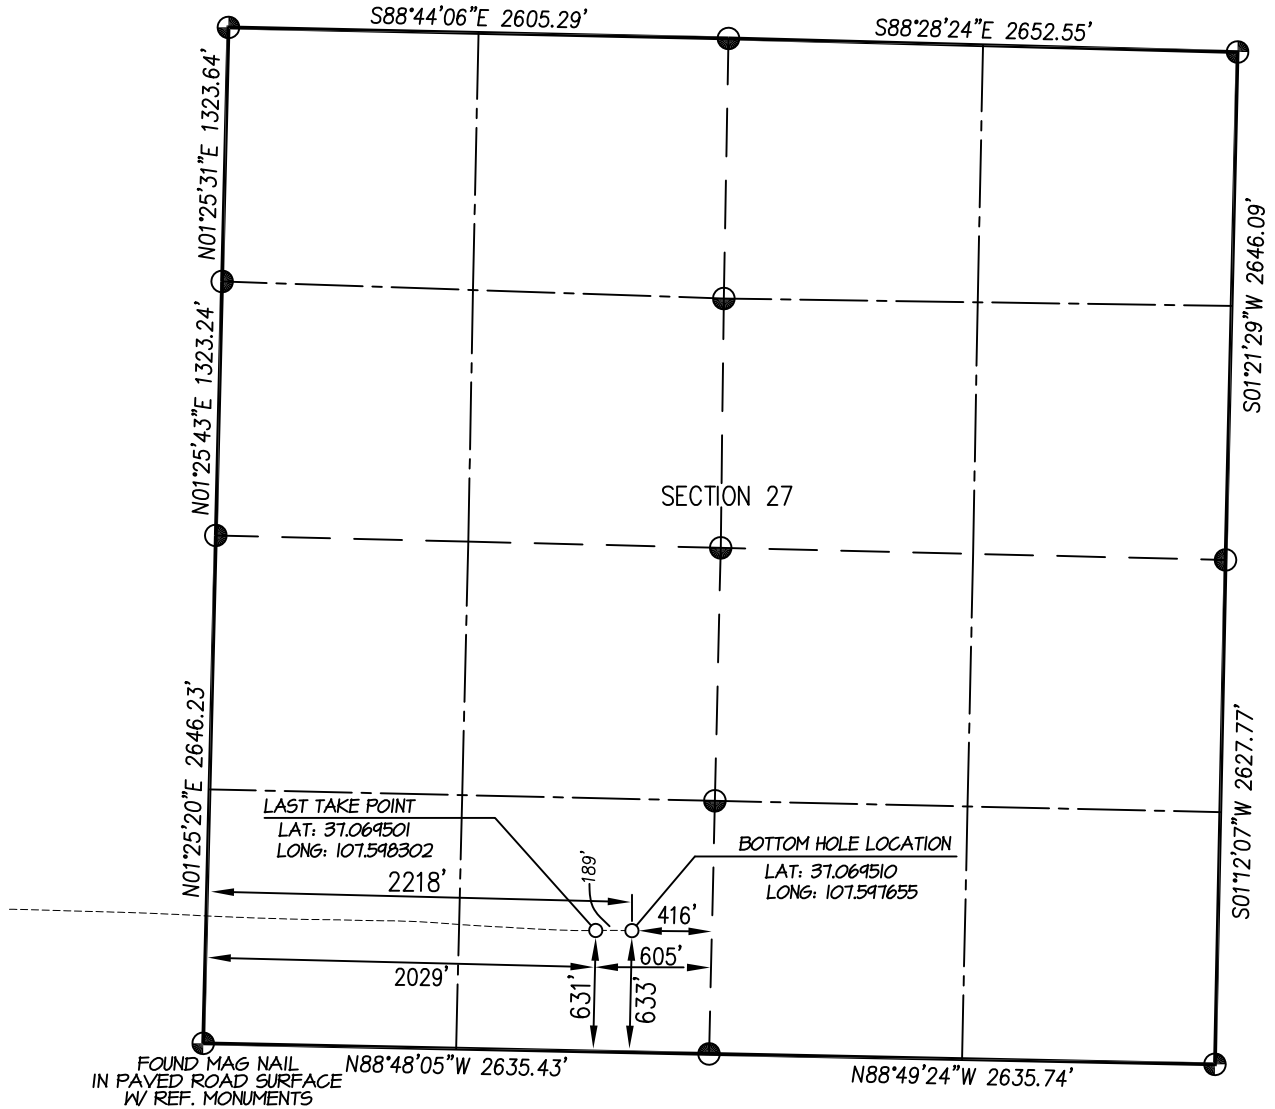 S88°44'06"E 2605.29'
S88°28'24"E 2652.55'
N01°25'31"E 1323.64'
S01°21'29"W 2646.09'
N01°25'43"E 1323.24'
SECTION 27
N01°25'20"E 2646.23'
S01°12'07"W 2627.77'
LAST TAKE POINT
LAT: 37.069501
LONG: 107.598302
BOTTOM HOLE LOCATION
LAT: 37.069510
LONG: 107.597655
189'
2218'
416'
605'
2029'
631'
633'
FOUND MAG NAIL
IN PAVED ROAD SURFACE
W/ REF. MONUMENTS
N88°48'05"W 2635.43'
N88°49'24"W 2635.74'